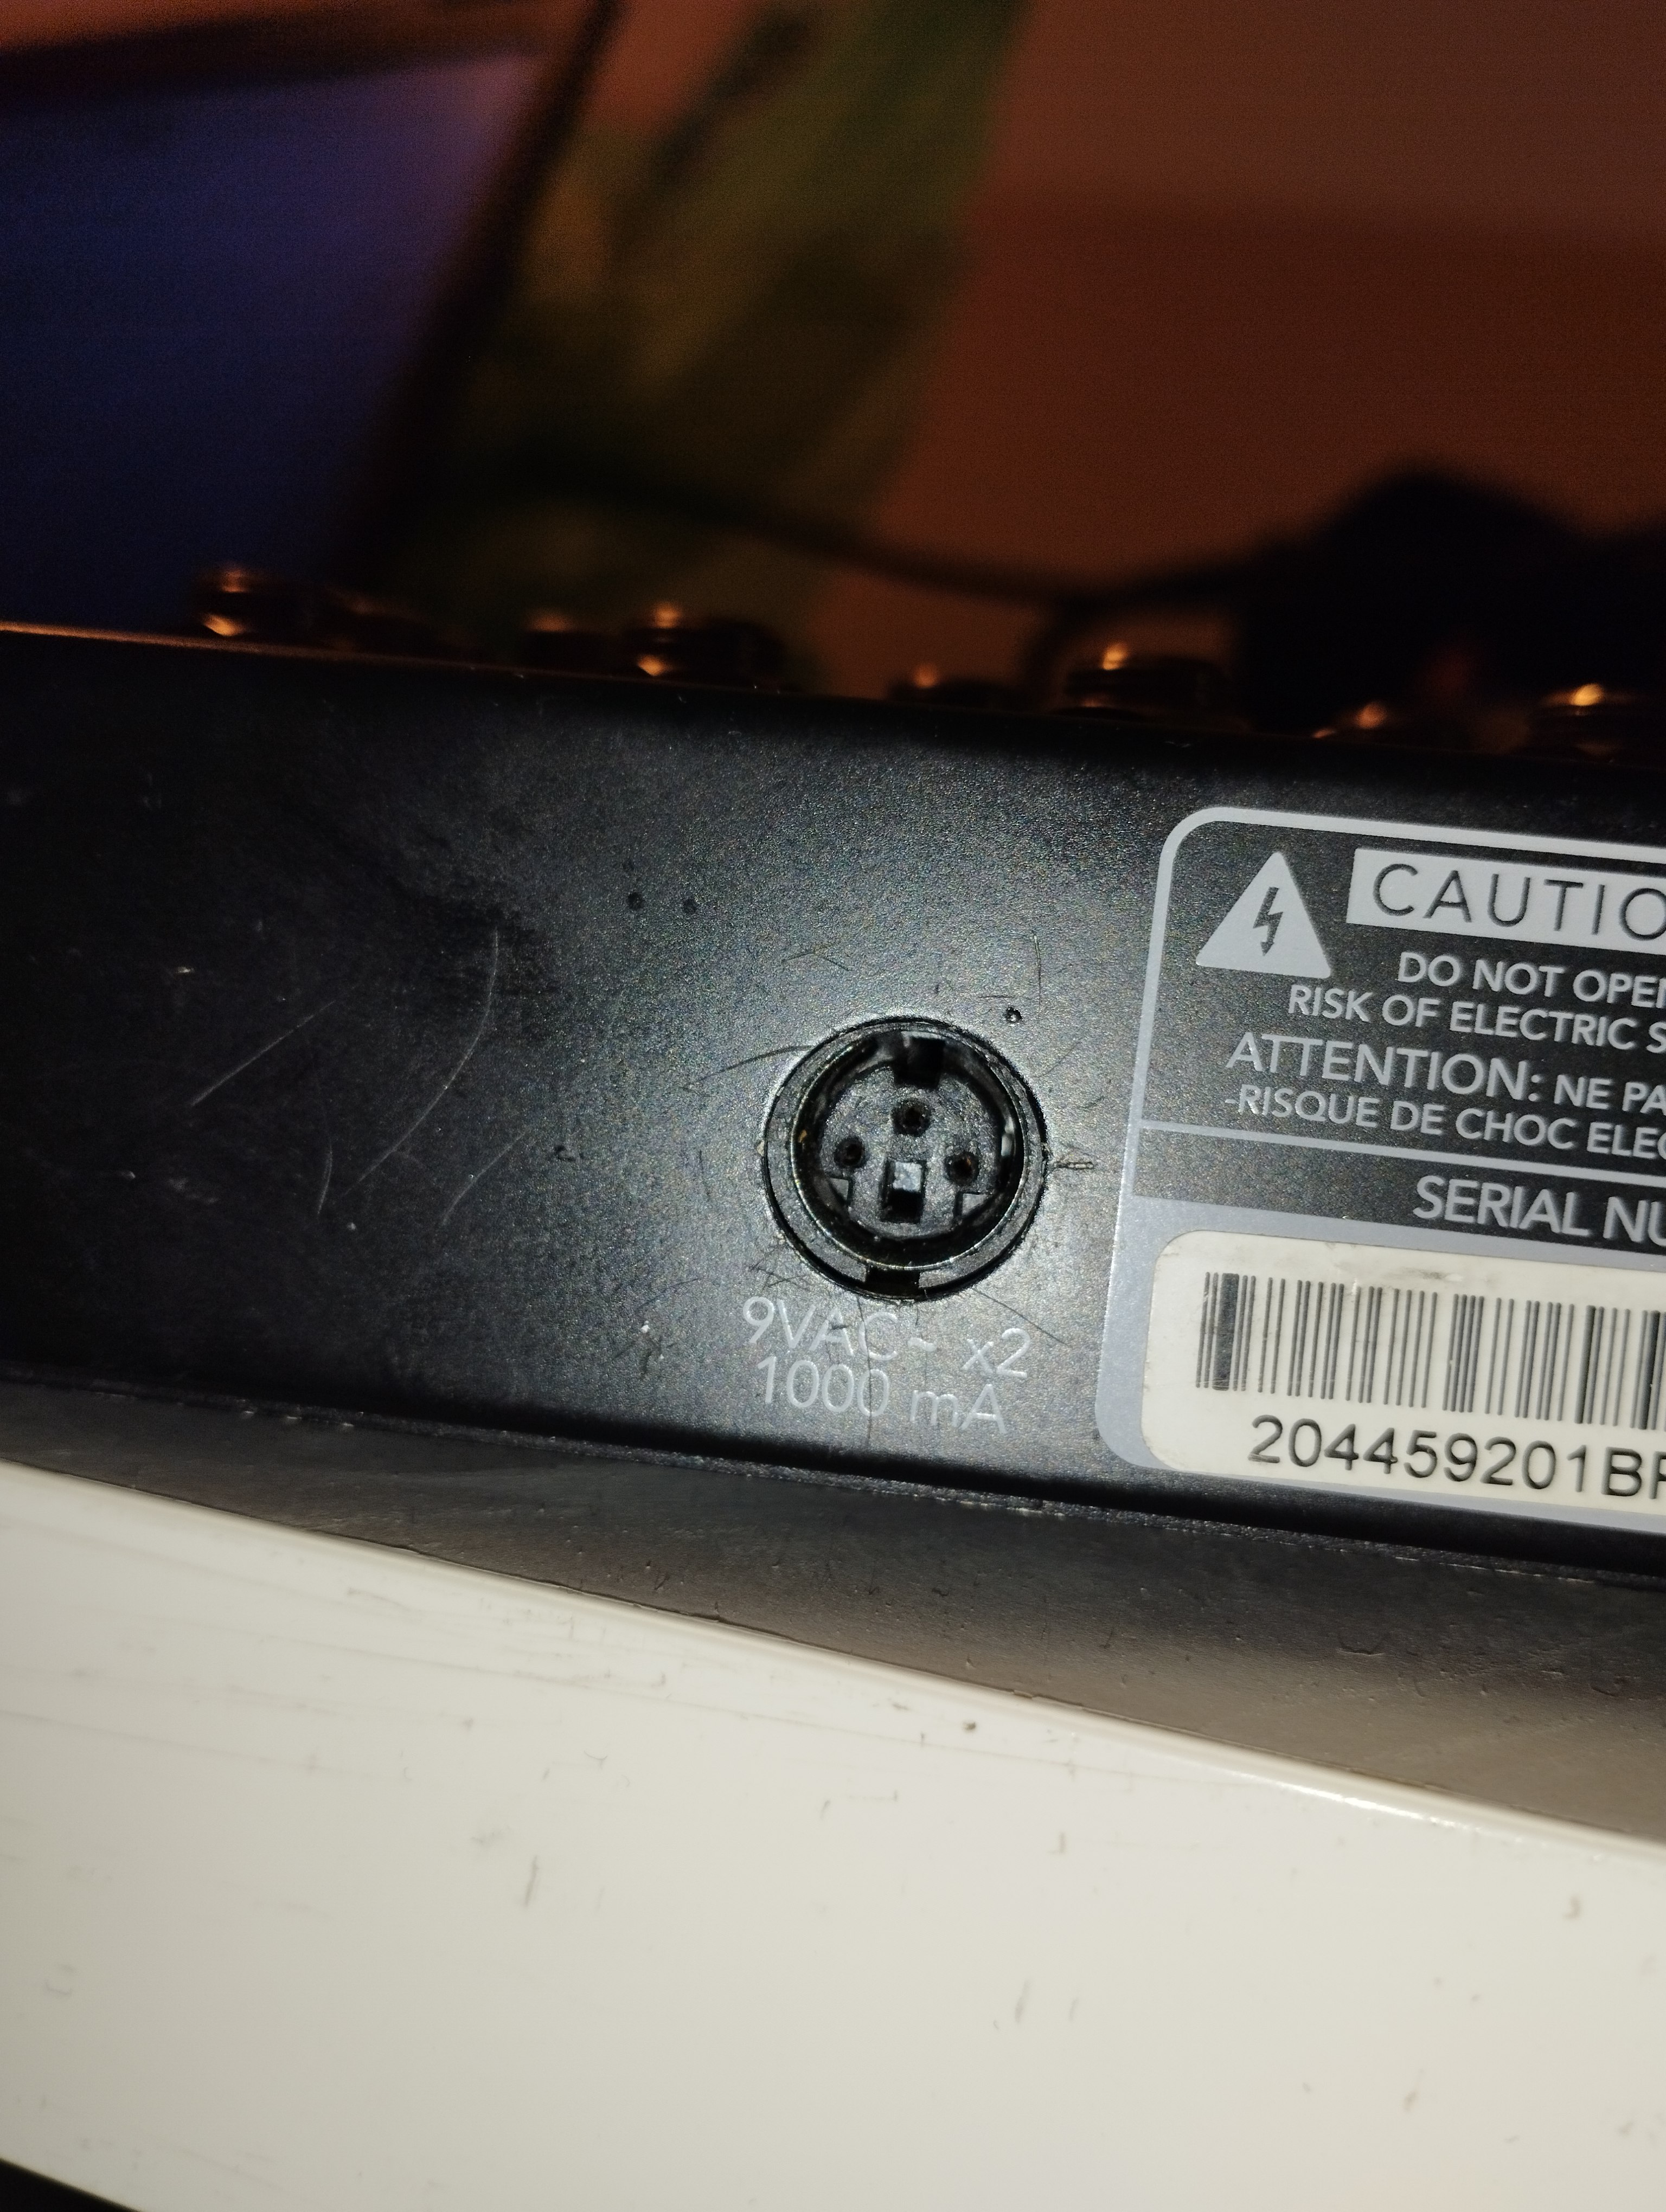 CAUTIO
DO NOT OPEN
RISK OF ELECTRIC S
ATTENTION: NE PA
-RISQUE DE CHOC ELEC
SERIAL NU
9VAC~ x2
1000 mA
204459201B